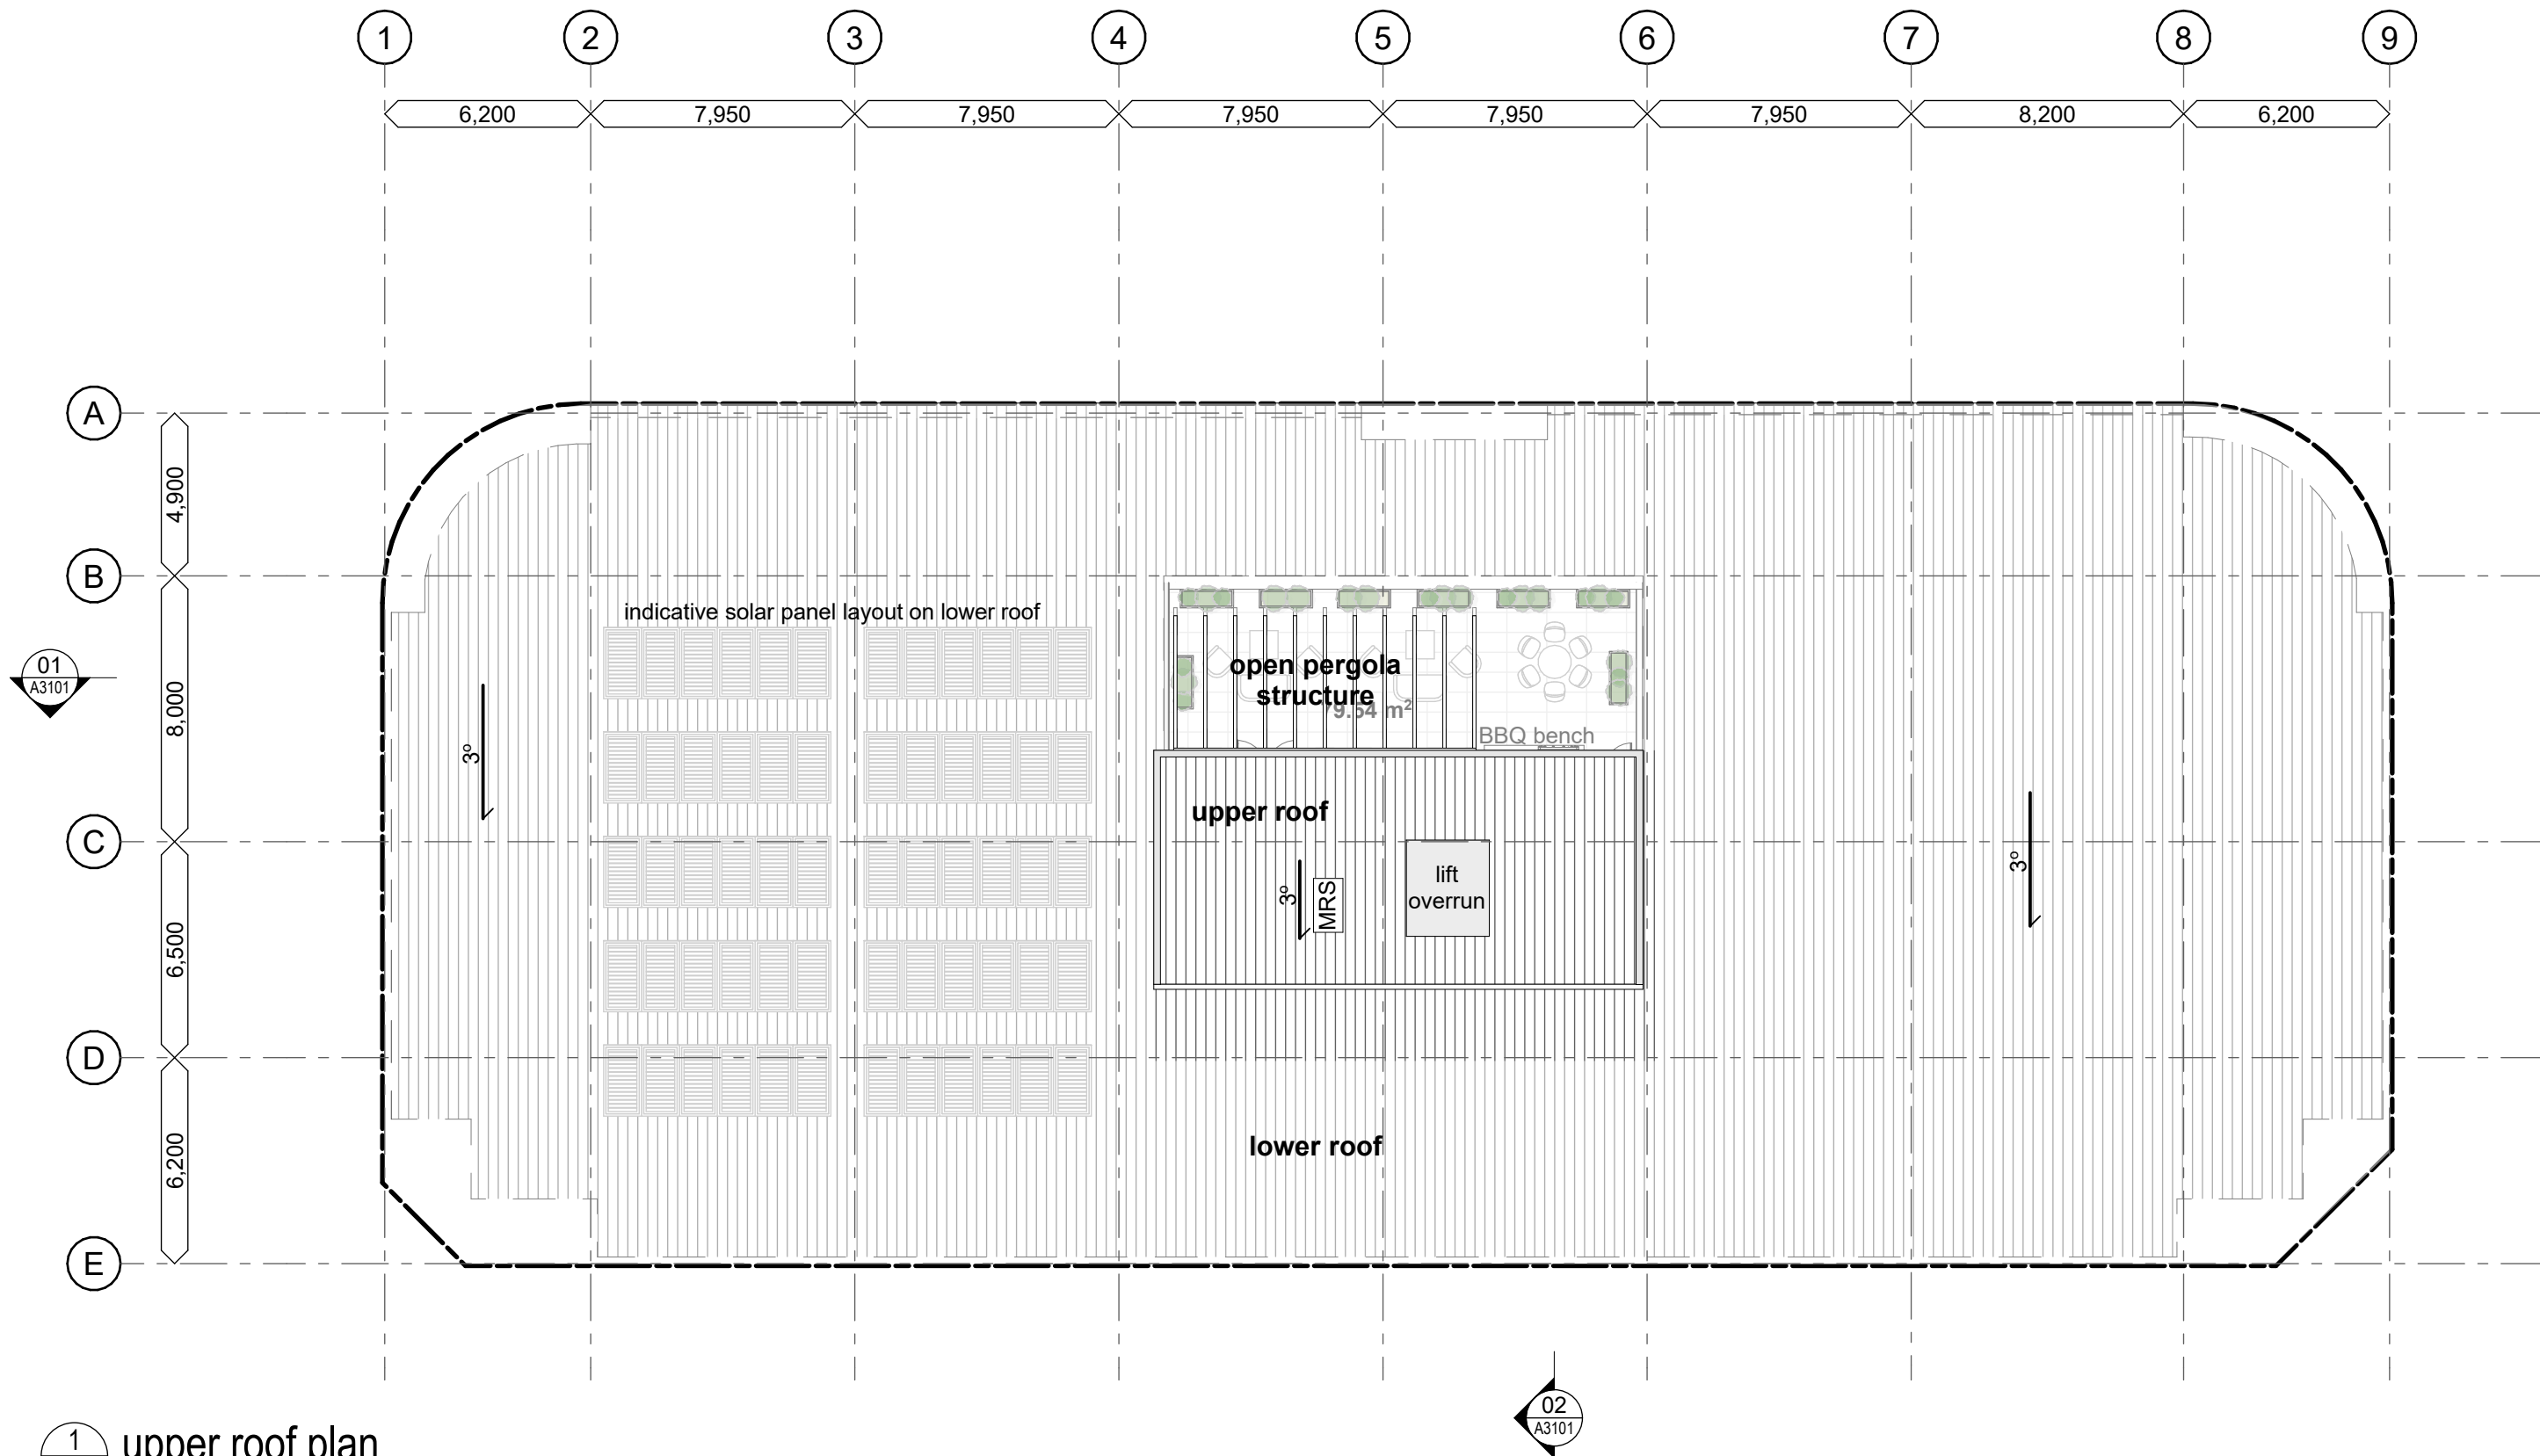 1 2 3 4 5 6 7 8 9
6,200 7,950 7,950 7,950 7,950 7,950 8,200 6,200
A
4,900
B
indicative solar panel layout on lower roof
01
A3101
open pergola
structure
79.54 m²
8,000
BBQ bench
3°
upper roof
C
3°
lift
overrun
3°
MRS
6,500
D
lower roof
6,200
E
02
A3101
1
upper roof plan